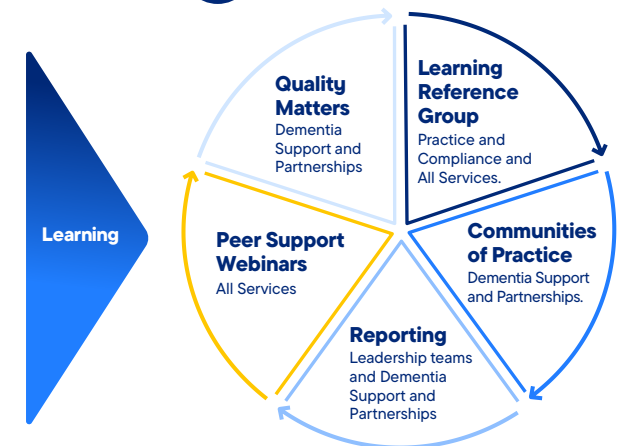 Learning
Quality
Matters
Dementia
Support and
Partnerships
Learning
Reference
Group
Practice and
Compliance and
All Services.
Communities
of Practice
Dementia Support
and Partnerships.
Reporting
Leadership teams
and Dementia
Support and
Partnerships
Peer Support
Webinars
All Services